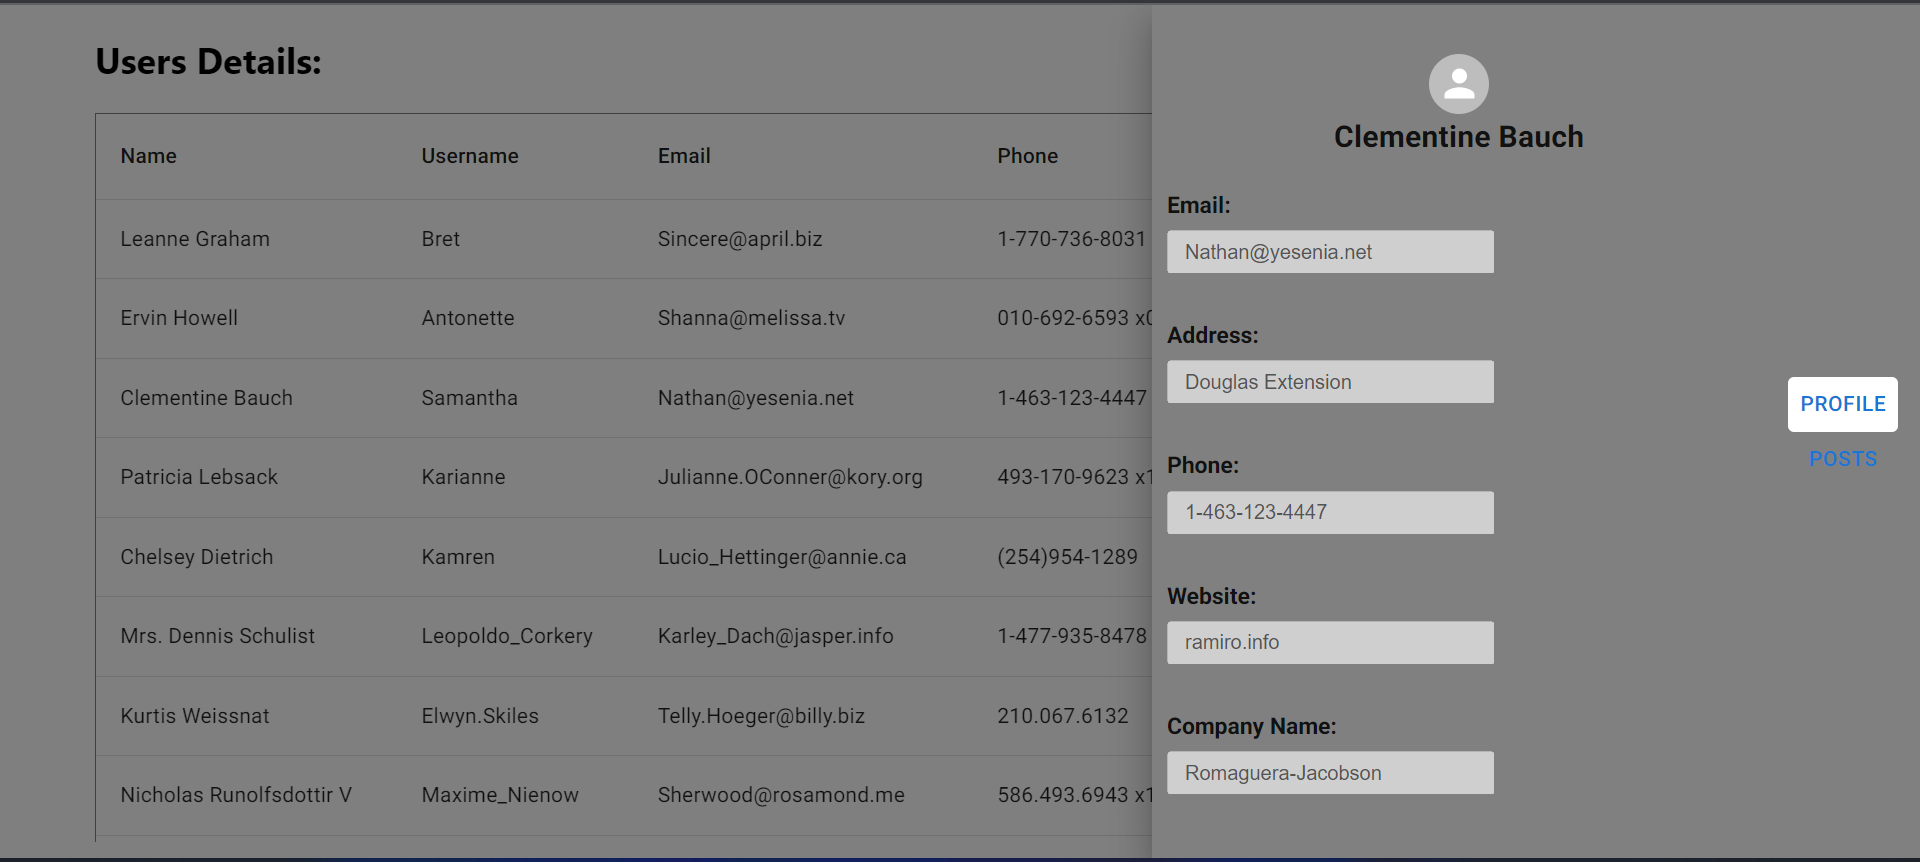 Users Details:
Name Username Email Phone
Leanne Graham Bret Sincere@april.biz 1-770-736-8031
Ervin Howell Antonette Shanna@melissa.tv 010-692-6593
Clementine Bauch Samantha Nathan@yesenia.net 1-463-123-4447
Patricia Lebsack Karianne Julianne.OConner@kory.org 493-170-9623
Chelsey Dietrich Kamren Lucio_Hettinger@annie.ca (254)954-1289
Mrs. Dennis Schulist Leopoldo_Corkery Karley_Dach@jasper.info 1-477-935-8478
Kurtis Weissnat Elwyn.Skiles Telly.Hoeger@billy.biz 210.067.6132
Nicholas Runolfsdottir V Maxime_Nienow Sherwood@rosamond.me 586.493.6943
Clementine Bauch
Email:
Nathan@yesenia.net
Address:
Douglas Extension
Phone:
1-463-123-4447
Website:
ramiro.info
Company Name:
Romaguera-Jacobson
PROFILE
POSTS